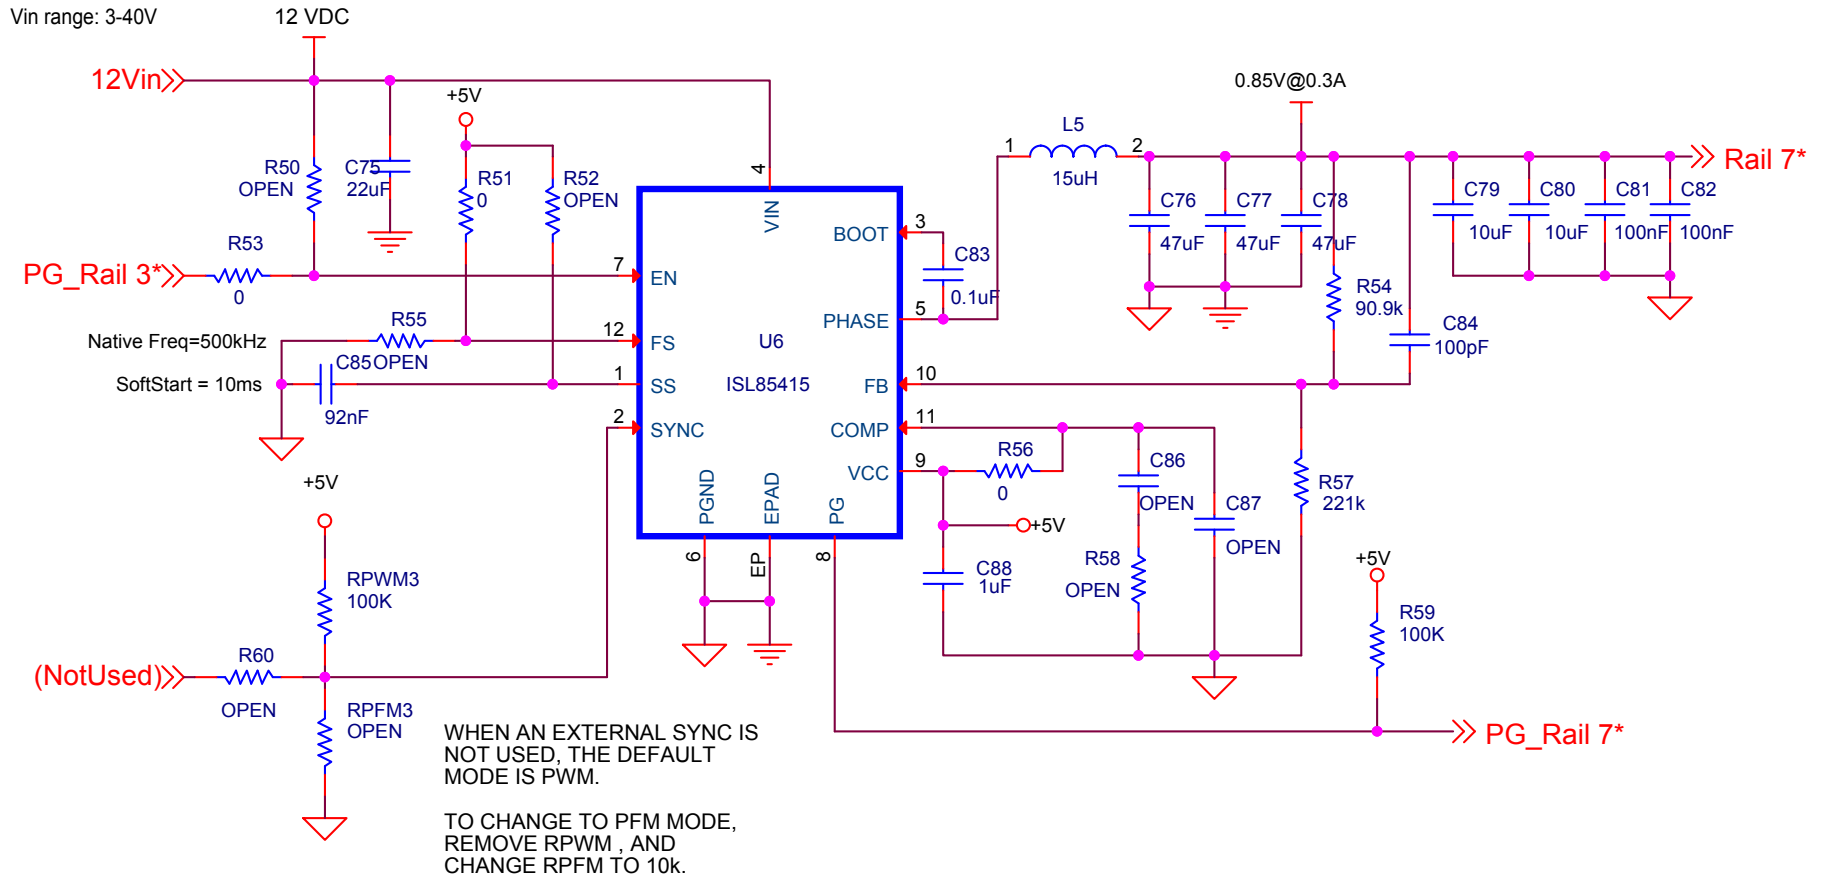 Vin range: 3-40V
12 VDC
12Vin
+5V
0.85V@0.3A
L5
1
2
15uH
Rail 7*
R50
OPEN
C75
22uF
R51
0
R52
OPEN
4
VIN
C76
47uF
C77
47uF
C78
47uF
C79
10uF
C80
10uF
C81
100nF
C82
100nF
BOOT
3
C83
0.1uF
R53
0
PG_Rail 3*
7
EN
R54
90.9k
PHASE
5
C84
100pF
Native Freq=500kHz
R55
OPEN
12
FS
U6
ISL85415
SoftStart = 10ms
C85
92nF
1
SS
FB
10
2
SYNC
COMP
11
VCC
9
R56
0
C86
OPEN
C87
OPEN
R57
221k
PGND
EPAD
PG
6
EP
8
+5V
C88
1uF
R58
OPEN
+5V
RPWM3
100K
+5V
R59
100K
(NotUsed)
R60
OPEN
RPFM3
OPEN
PG_Rail 7*
WHEN AN EXTERNAL SYNC IS
NOT USED, THE DEFAULT
MODE IS PWM.
TO CHANGE TO PFM MODE,
REMOVE RPWM , AND
CHANGE RPFM TO 10k.